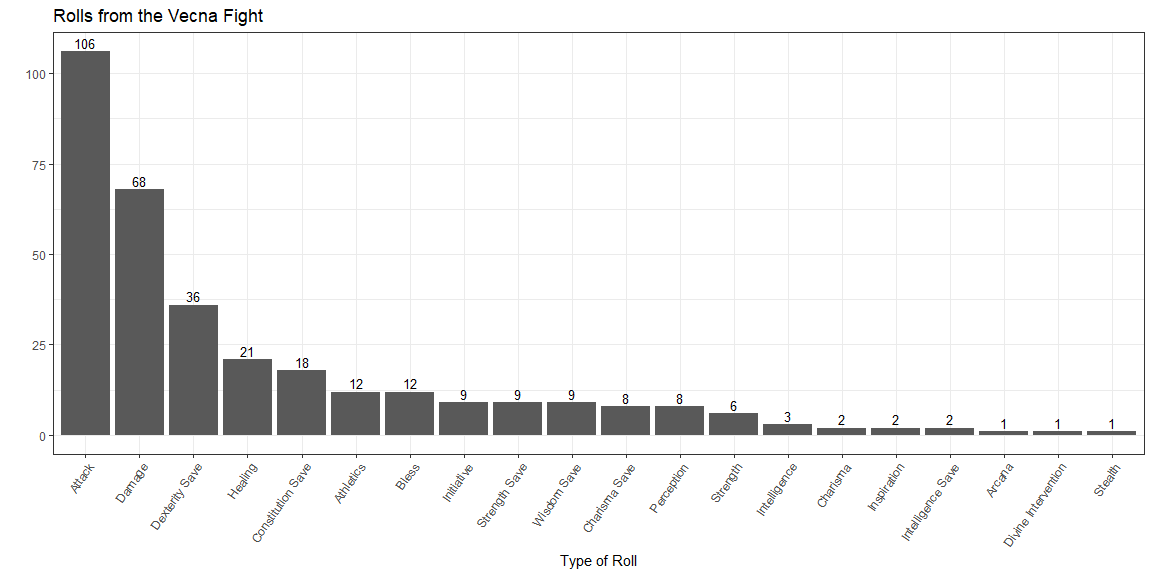 Rolls from the Vecna Fight
106
68
36
21
18
12
12
9
9
9
8
8
6
3
2
2
2
1
1
1
100
75
50
25
0
Attack
Damage
Dexterity Save
Healing
Constitution Save
Athletics
Bless
Initiative
Strength Save
Wisdom Save
Charisma Save
Perception
Strength
Intelligence
Charisma
Inspiration
Intelligence Save
Arcana
Divine Intervention
Stealth
Type of Roll